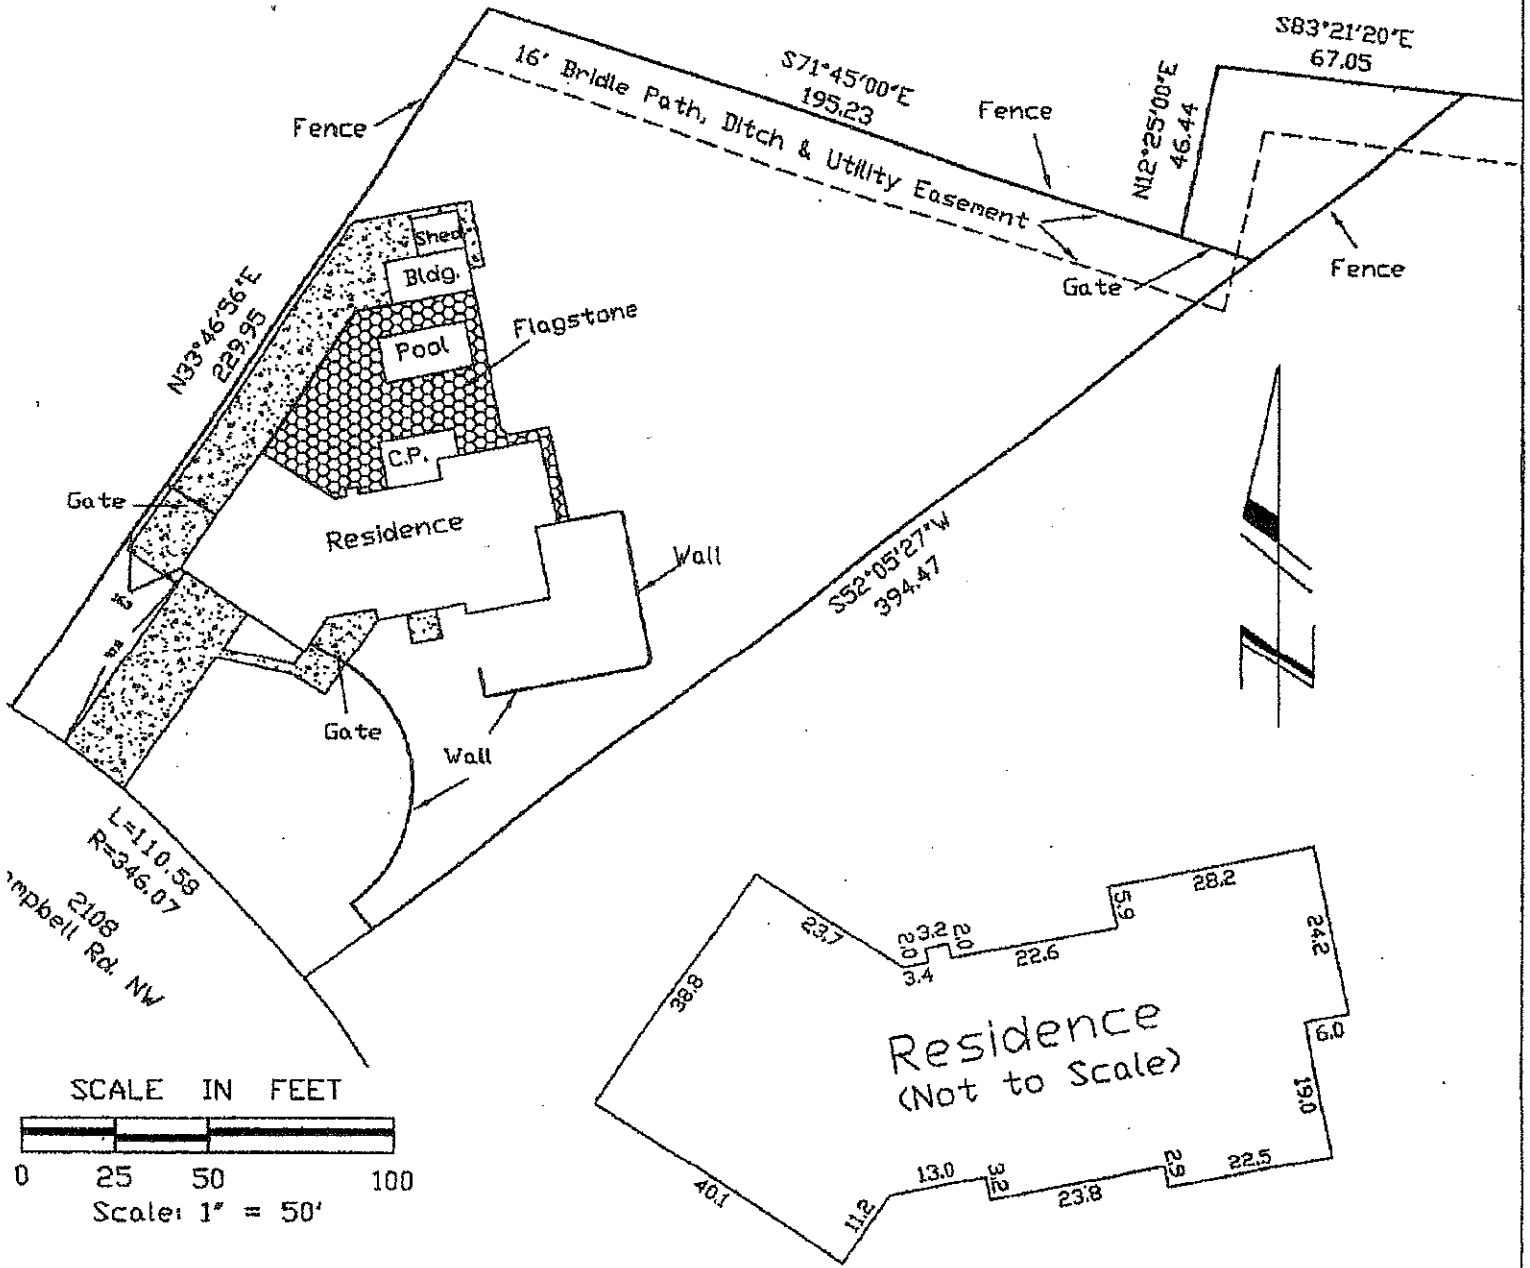 S83°21'20"E
67.05
S71°45'00"E
195.23
16' Bridle Path, Ditch & Utility Easement
Fence
Fence
N12°25'00"E
46.44
Shed
Bldg.
Gate
Fence
N33°46'56"E
229.95
Flagstone
Pool
C.P.
Gate
Residence
Wall
S52°05'27"W
394.47
Gate
Wall
L=110.58
R=346.07
2108
ampbell Rd. NW
28.2
5.9
23.7
2.0
3.2
2.0
22.6
3.4
24.2
38.8
Residence
(Not to Scale)
6.0
19.0
SCALE IN FEET
0 25 50 100
Scale: 1" = 50'
40.1
11.2
13.0
3.2
23.8
2.9
22.5